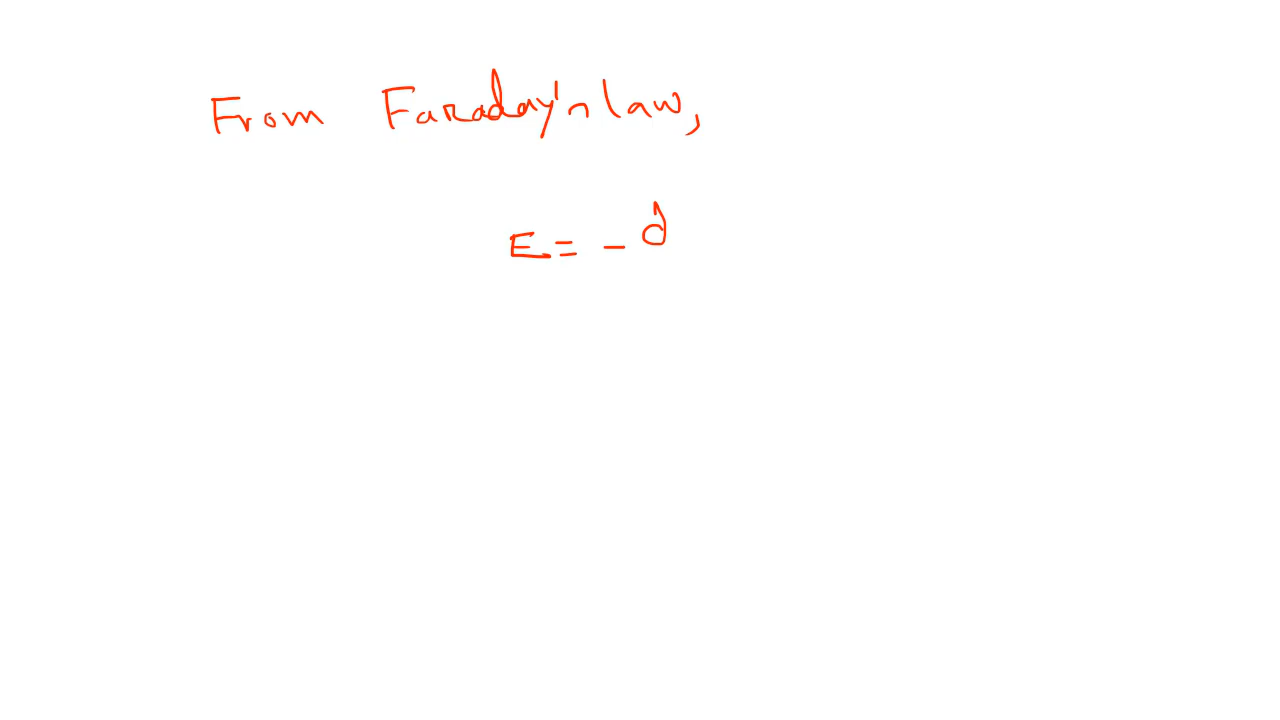 From Faraday's law,
E = - d